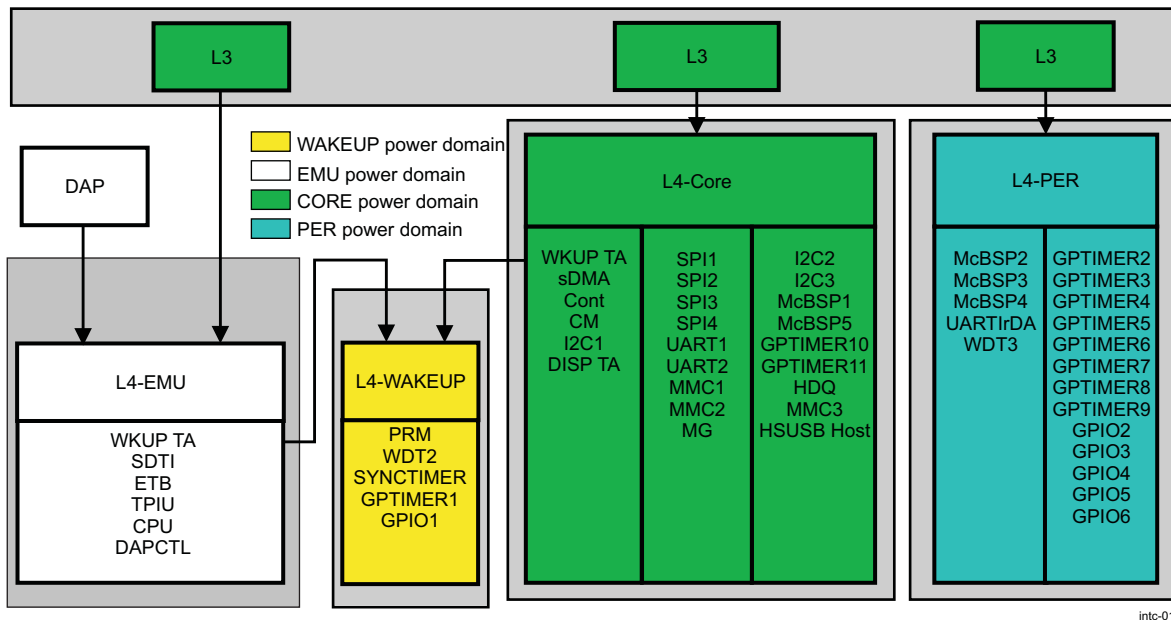 L3
L3
L3
WAKEUP power domain
EMU power domain
CORE power domain
PER power domain
DAP
L4-EMU
WKUP TA
SDTI
ETB
TPIU
CPU
DAPCTL
L4-WAKEUP
PRM
WDT2
SYNCTIMER
GPTIMER1
GPIO1
L4-Core
WKUP TA
sDMA
Cont
CM
I2C1
DISP TA
SPI1
SPI2
SPI3
SPI4
UART1
UART2
MMC1
MMC2
MG
I2C2
I2C3
McBSP1
McBSP5
GPTIMER10
GPTIMER11
HDQ
MMC3
HSUSB Host
L4-PER
McBSP2
McBSP3
McBSP4
UARTIrDA
WDT3
GPTIMER2
GPTIMER3
GPTIMER4
GPTIMER5
GPTIMER6
GPTIMER7
GPTIMER8
GPTIMER9
GPIO2
GPIO3
GPIO4
GPIO5
GPIO6